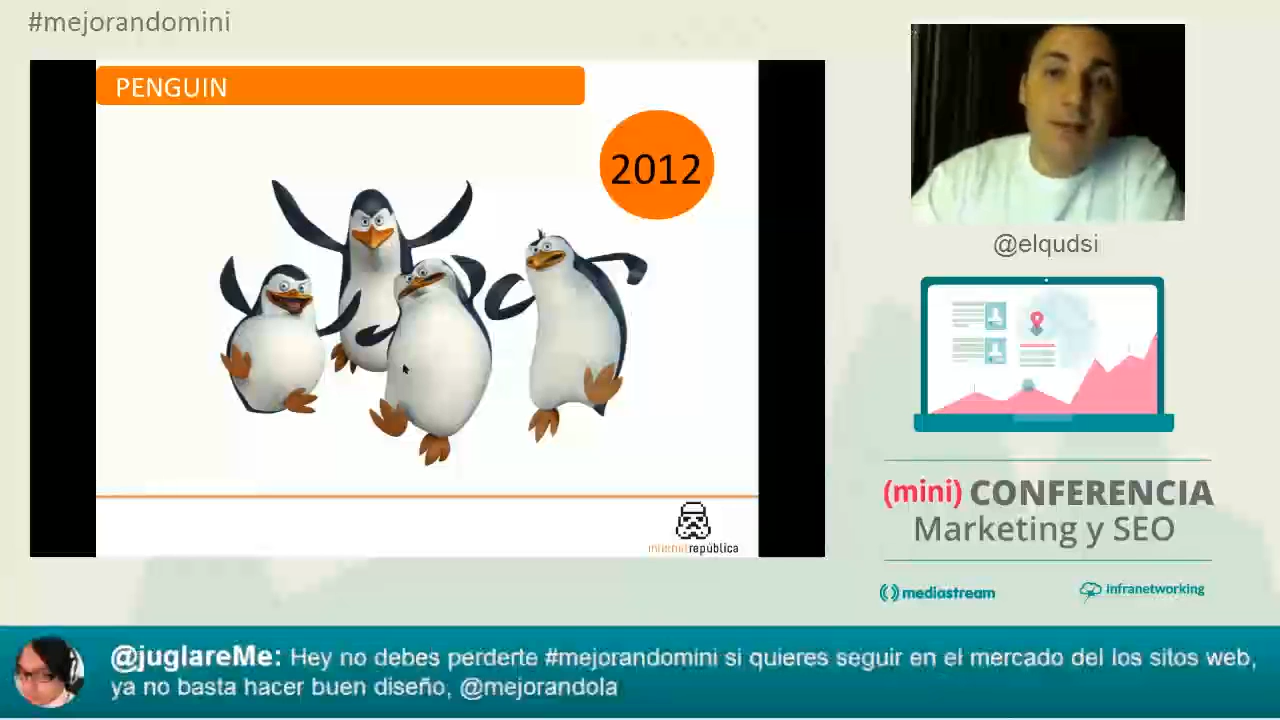 #mejorandomini
PENGUIN
2012
internetrepública
@elqudsi
(mini) CONFERENCIA
Marketing y SEO
mediastream
infranetworking
@juglareMe: Hey no debes perderte #mejorandomini si quieres seguir en el mercado del los sitos web,
ya no basta hacer buen diseño, @mejorandola